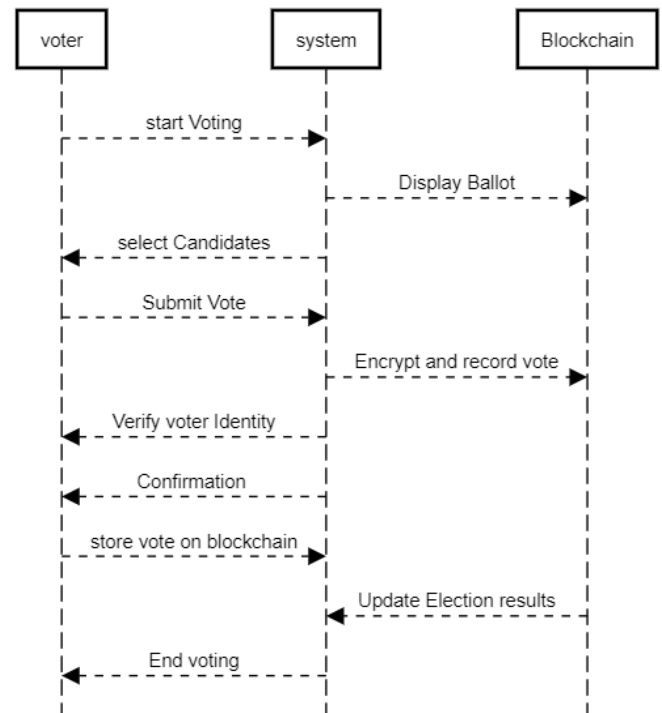 voter
system
Blockchain
start Voting
Display Ballot
select Candidates
Submit Vote
Encrypt and record vote
Verify voter Identity
Confirmation
store vote on blockchain
Update Election results
End voting